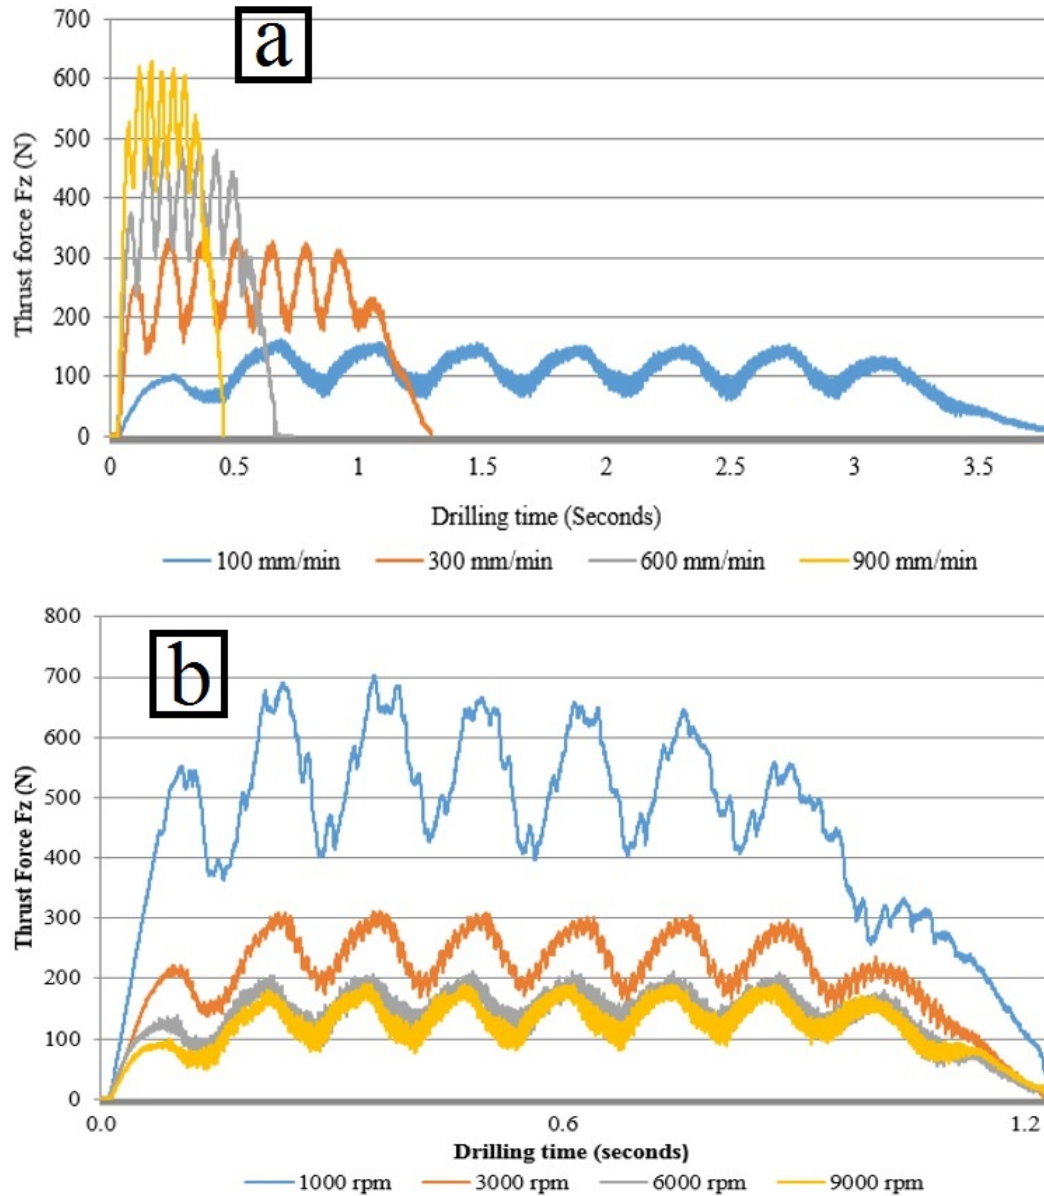 a
Thrust force Fz (N)
700
600
500
400
300
200
100
0
0 0.5 1 1.5 2 2.5 3 3.5
Drilling time (Seconds)
100 mm/min 300 mm/min 600 mm/min 900 mm/min
b
Thrust Force Fz (N)
800
700
600
500
400
300
200
100
0
0.0 0.6 1.2
Drilling time (seconds)
1000 rpm 3000 rpm 6000 rpm 9000 rpm